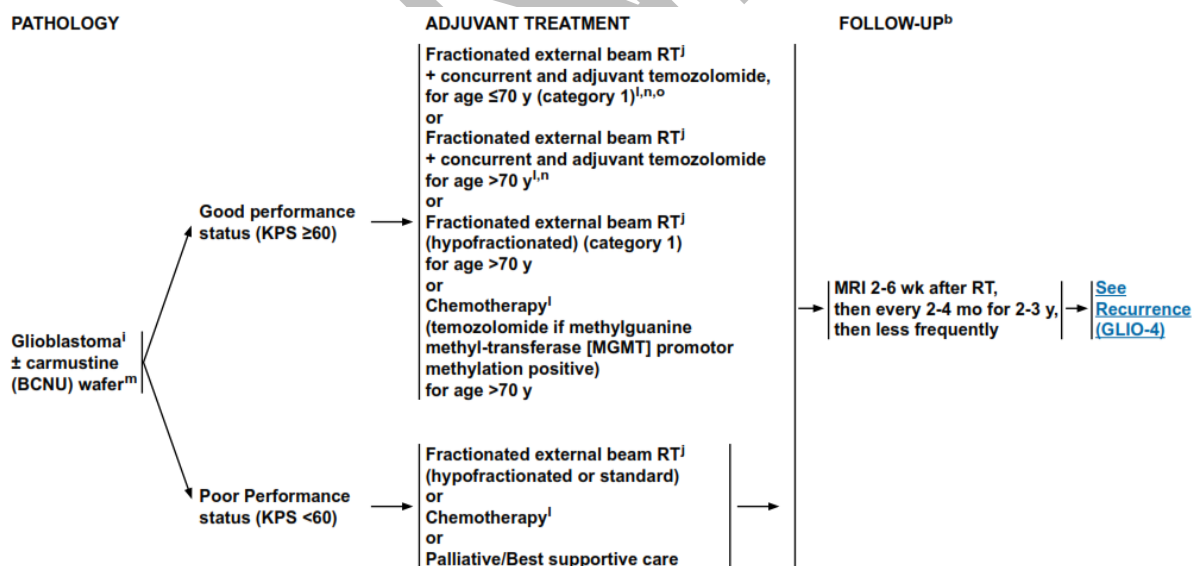 PATHOLOGY
ADJUVANT TREATMENT
FOLLOW-UPᵇ
Glioblastomaⁱ
± carmustine
(BCNU) waferᵐ
Good performance
status (KPS ≥60)
Fractionated external beam RTʲ
+ concurrent and adjuvant temozolomide,
for age ≤70 y (category 1)ˡ,ⁿ,ᵒ
or
Fractionated external beam RTʲ
+ concurrent and adjuvant temozolomide
for age >70 yˡ,ⁿ
or
Fractionated external beam RTʲ
(hypofractionated) (category 1)
for age >70 y
or
Chemotherapyˡ
(temozolomide if methylguanine
methyl-transferase [MGMT] promotor
methylation positive)
for age >70 y
Poor Performance
status (KPS <60)
Fractionated external beam RTʲ
(hypofractionated or standard)
or
Chemotherapyˡ
or
Palliative/Best supportive care
MRI 2-6 wk after RT,
then every 2-4 mo for 2-3 y,
then less frequently
See
Recurrence
(GLIO-4)